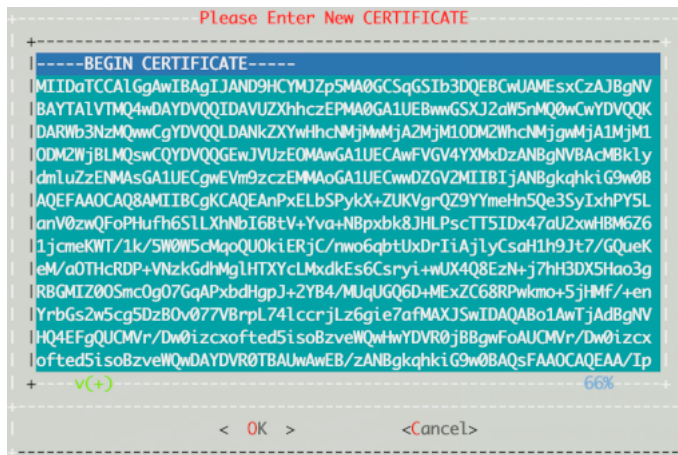 Please Enter New CERTIFICATE
-----BEGIN CERTIFICATE-----
MIIDaTCCAlGgAwIBAgIJAND9HCYMJZp5MA0GCSqGSIb3DQEBCwUAMEsxCzAJBgNV
BAYTAlVTMQ4wDAYDVQQIDAVUZXhhczEPMA0GA1UEBwwGSXJ2aW5nMQ0wCwYDVQQK
DARWb3NzMQwwCgYDVQQLDANkZXYwHhcNMjMwMjA2MjM1ODM2WhcNMjgwMjA1MjM1
ODM2WjBLMQswCQYDVQQGEwJVUzEOMAwGA1UECAwFVGV4YXMxDzANBgNVBAcMBkly
dmluZzENMAsGA1UECgwEVm9zczEMMAoGA1UECwwDZGV2MIIBIjANBgkqhkiG9w0B
AQEFAAOCAQ8AMIIBCgKCAQEAnPxELbSPykX+ZUKVgrQZ9YYmeHn5Qe3SyIxhPY5L
anV0zwQFoPHufh6SlLXhNbI6BtV+Yva+NBpxbk8JHLPscTT5IDx47aU2xwHBM6Z6
1jcmeKWT/1k/5W0W5cMqoQUOkiERjC/nwo6qbtUxDrIiAjlyCsaH1h9Jt7/GQueK
eM/aOTHcRDP+VNzkGdhMglHTXYcLMxdkEs6Csryi+wUX4Q8EzN+j7hH3DX5Hao3g
RBGMIZ0OSmcOgO7GqAPxbdHgpJ+2YB4/MUqUGQ6D+MExZC68RPwkmo+5jHMf/+en
YrbGs2w5cg5DzBOv077VBrpL74lccrjLz6gie7afMAXJSwIDAQABo1AwTjAdBgNV
HQ4EFgQUCMVr/Dw0izcxofted5isoBzveWQwHwYDVR0jBBgwFoAUCMVr/Dw0izcx
ofted5isoBzveWQwDAYDVR0TBAUwAwEB/zANBgkqhkiG9w0BAQsFAAOCAQEAA/Ip
v(+) 66%
< OK > <Cancel>